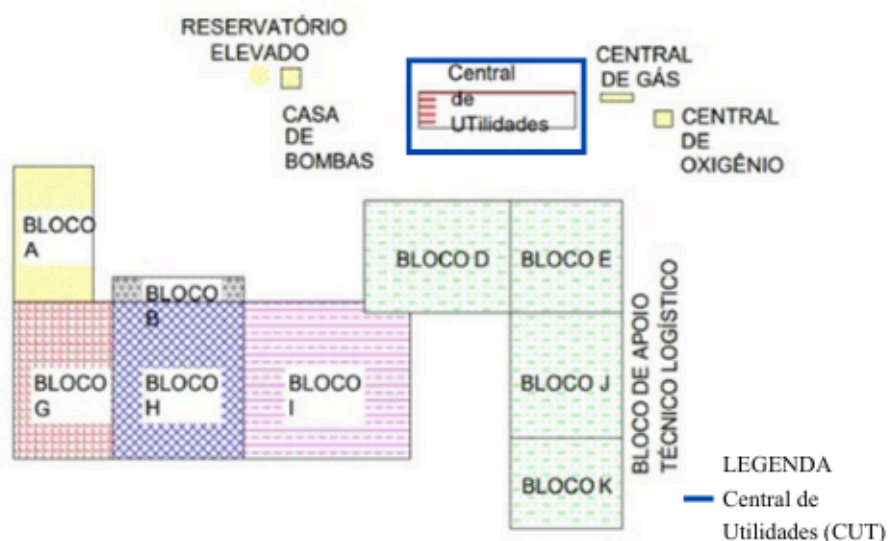 RESERVATÓRIO
ELEVADO
CASA
DE
BOMBAS
Central
de
UTilidades
CENTRAL
DE GÁS
CENTRAL
DE
OXIGÊNIO
BLOCO
A
BLOCO
B
BLOCO D
BLOCO E
BLOCO
G
BLOCO
H
BLOCO
I
BLOCO J
BLOCO K
BLOCO DE APOIO
TÉCNICO LOGÍSTICO
LEGENDA
Central de
Utilidades (CUT)